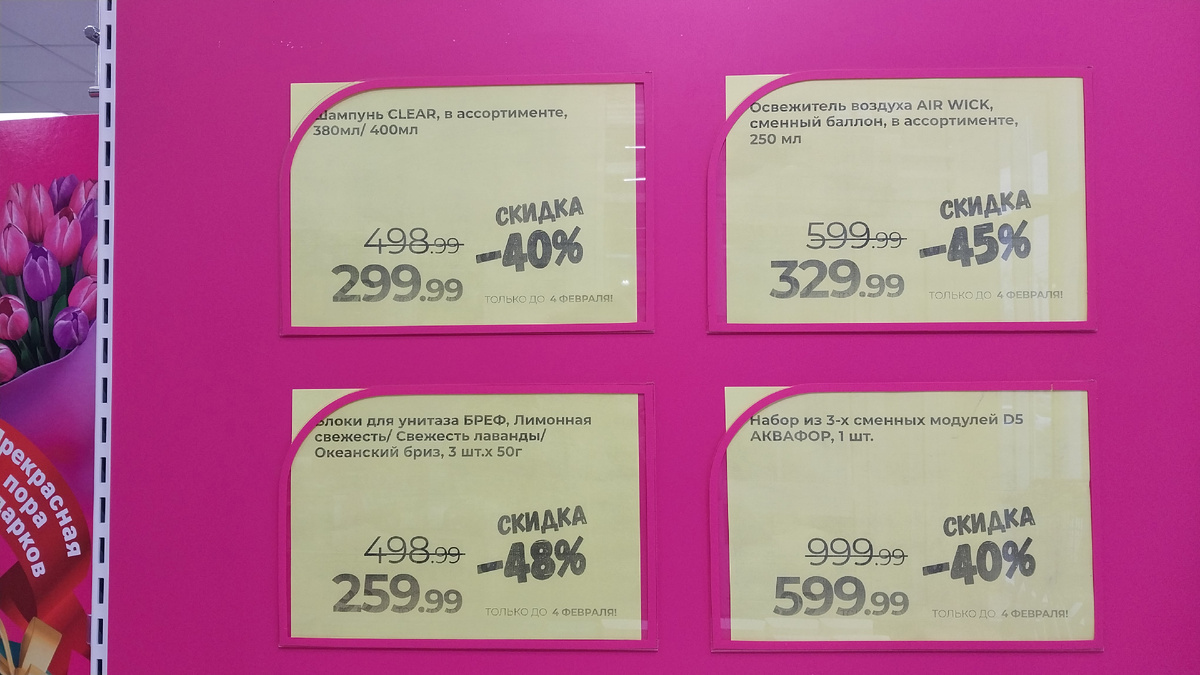 Шампунь CLEAR, в ассортименте,
380мл/ 400мл
СКИДКА
498.99
-40%
299.99
ТОЛЬКО ДО 4 ФЕВРАЛЯ!
Освежитель воздуха AIR WICK,
сменный баллон, в ассортименте,
250 мл
СКИДКА
599.99
-45%
329.99
ТОЛЬКО ДО 4 ФЕВРАЛЯ!
Блоки для унитаза БРЕФ, Лимонная
свежесть/ Свежесть лаванды/
Океанский бриз, 3 шт.х 50г
СКИДКА
498.99
-48%
259.99
ТОЛЬКО ДО 4 ФЕВРАЛЯ!
Набор из 3-х сменных модулей D5
АКВАФОР, 1 шт.
СКИДКА
999.99
-40%
599.99
ТОЛЬКО ДО 4 ФЕВРАЛЯ!
прекрасная
пора